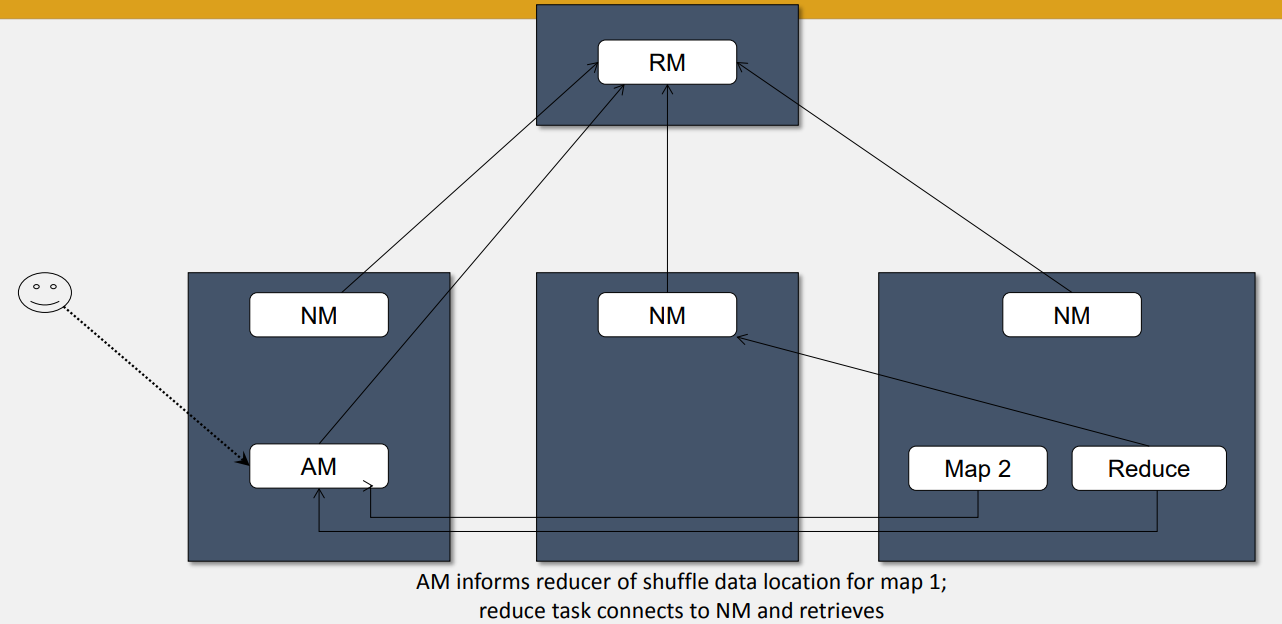 RM
NM
NM
NM
AM
Map 2
Reduce
AM informs reducer of shuffle data location for map 1;
reduce task connects to NM and retrieves